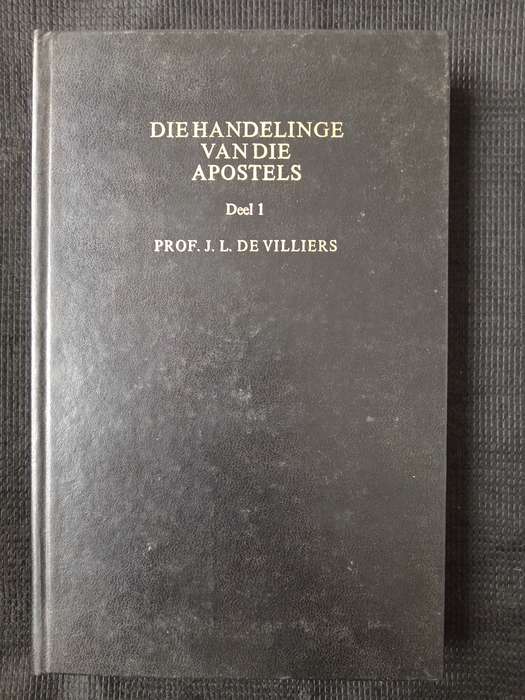 DIE HANDELINGE
VAN DIE
APOSTELS
Deel 1
PROF. J. L. DE VILLIERS